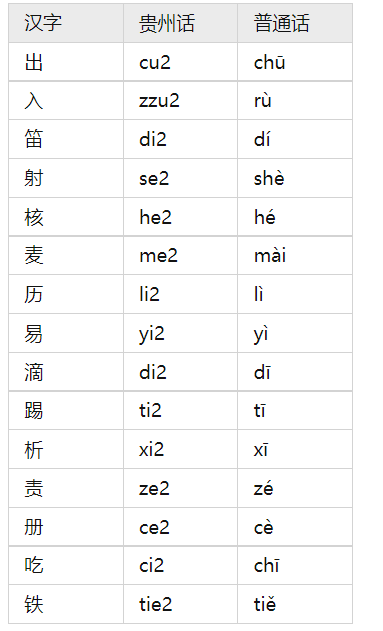 汉字 贵州话 普通话
出 cu2 chū
入 zzu2 rù
笛 di2 dí
射 se2 shè
核 he2 hé
麦 me2 mài
历 li2 lì
易 yi2 yì
滴 di2 dī
踢 ti2 tī
析 xi2 xī
责 ze2 zé
册 ce2 cè
吃 ci2 chī
铁 tie2 tiě